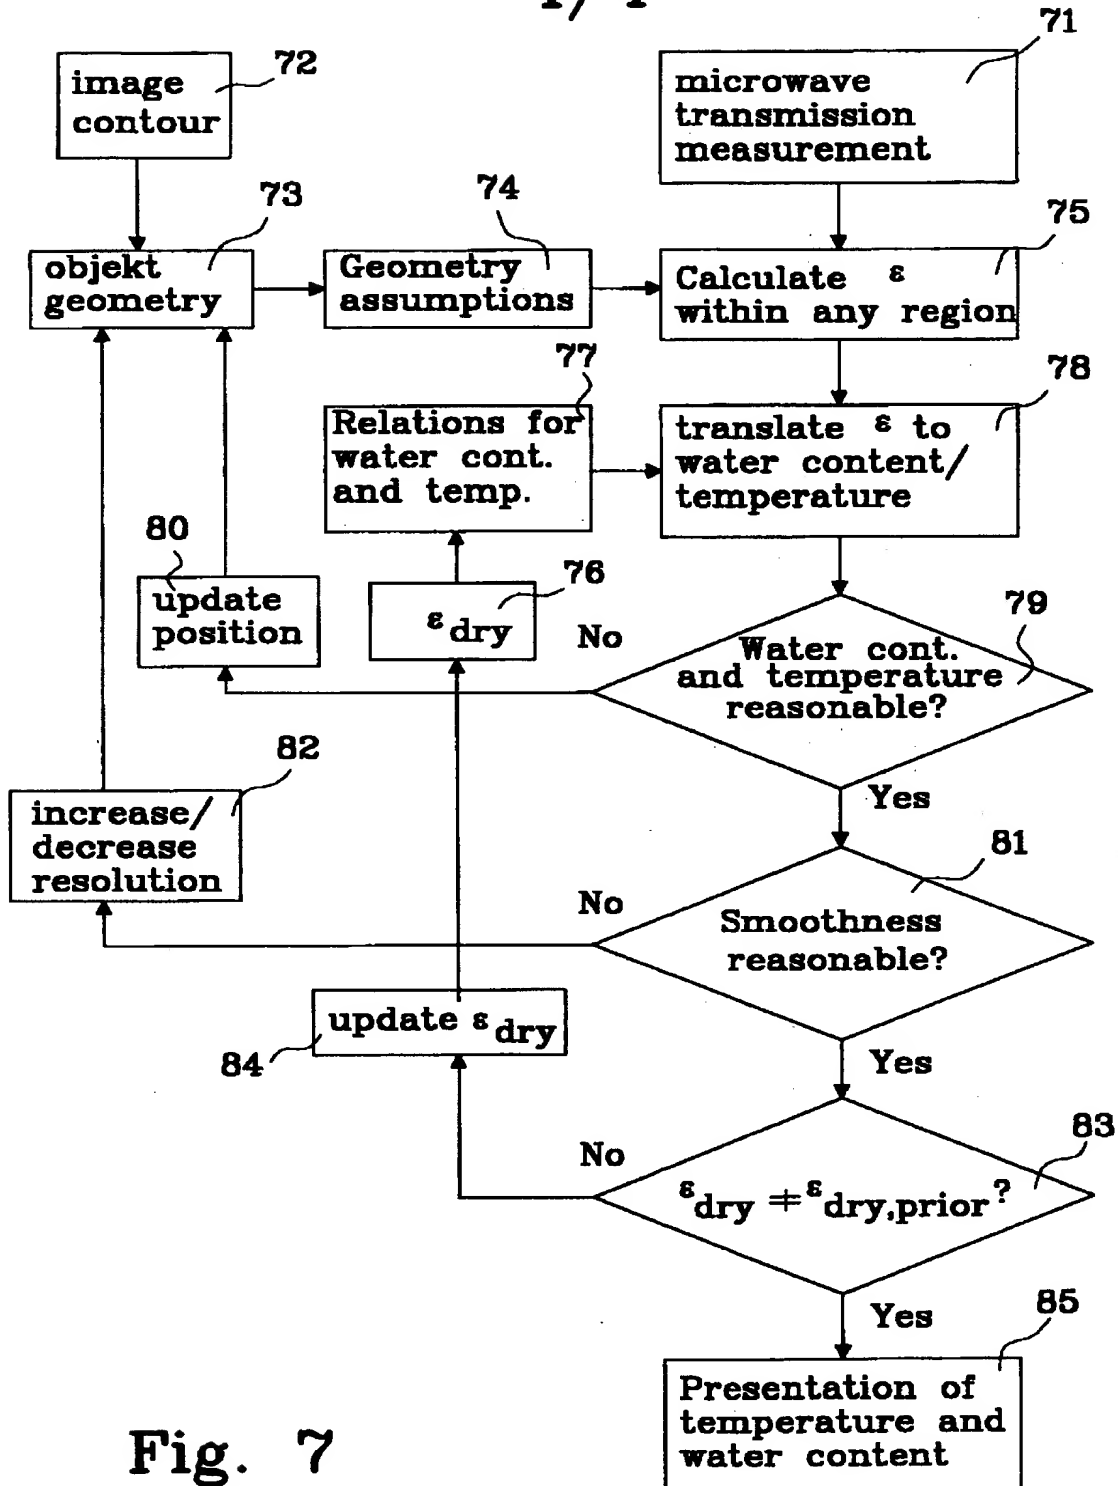 image
contour
72
microwave
transmission
measurement
71
objekt
geometry
73
Geometry
assumptions
74
Calculate ε
within any region
75
Relations for
water cont.
and temp.
77
translate ε to
water content/
temperature
78
update
position
80
ε dry
76
No
Water cont.
and temperature
reasonable?
79
Yes
increase/
decrease
resolution
82
No
Smoothness
reasonable?
81
Yes
update ε dry
84
No
ε dry ≠ ε dry,prior ?
83
Yes
Presentation of
temperature and
water content
85
Fig. 7